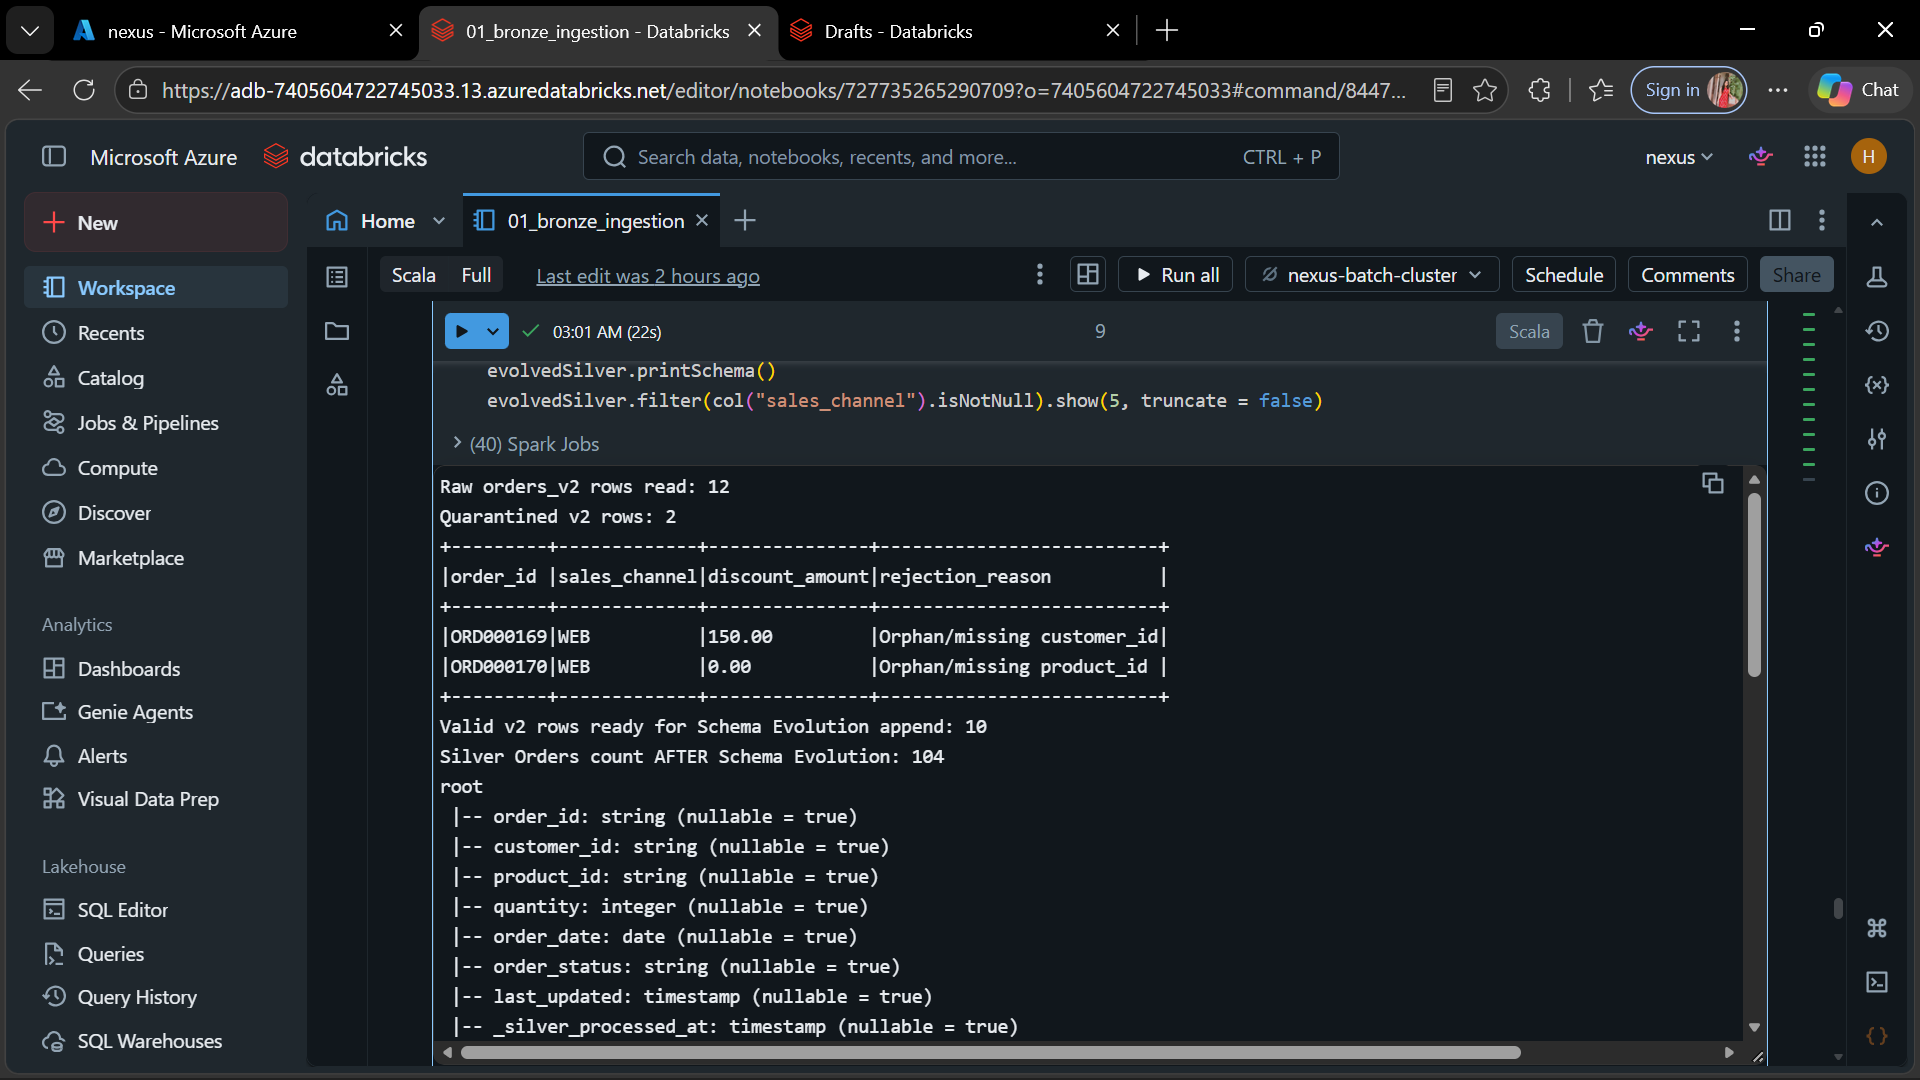 nexus - Microsoft Azure
01_bronze_ingestion - Databricks
Drafts - Databricks
https://adb-7405604722745033.13.azuredatabricks.net/editor/notebooks/727735265290709?o=7405604722745033#command/8447...
Sign in
Chat
Microsoft Azure
databricks
Search data, notebooks, recents, and more...
CTRL + P
nexus
H
New
Home
01_bronze_ingestion
Scala
Full
Last edit was 2 hours ago
Run all
nexus-batch-cluster
Schedule
Comments
Share
Workspace
Recents
Catalog
Jobs & Pipelines
Compute
Discover
Marketplace
Analytics
Dashboards
Genie Agents
Alerts
Visual Data Prep
Lakehouse
SQL Editor
Queries
Query History
SQL Warehouses
03:01 AM (22s)
9
Scala
evolvedSilver.printSchema()
evolvedSilver.filter(col("sales_channel").isNotNull).show(5, truncate = false)
(40) Spark Jobs
Raw orders_v2 rows read: 12
Quarantined v2 rows: 2
+---------+-------------+---------------+--------------------------+
|order_id |sales_channel|discount_amount|rejection_reason          |
+---------+-------------+---------------+--------------------------+
|ORD000169|WEB          |150.00         |Orphan/missing customer_id|
|ORD000170|WEB          |0.00           |Orphan/missing product_id |
+---------+-------------+---------------+--------------------------+
Valid v2 rows ready for Schema Evolution append: 10
Silver Orders count AFTER Schema Evolution: 104
root
|-- order_id: string (nullable = true)
|-- customer_id: string (nullable = true)
|-- product_id: string (nullable = true)
|-- quantity: integer (nullable = true)
|-- order_date: date (nullable = true)
|-- order_status: string (nullable = true)
|-- last_updated: timestamp (nullable = true)
|-- _silver_processed_at: timestamp (nullable = true)